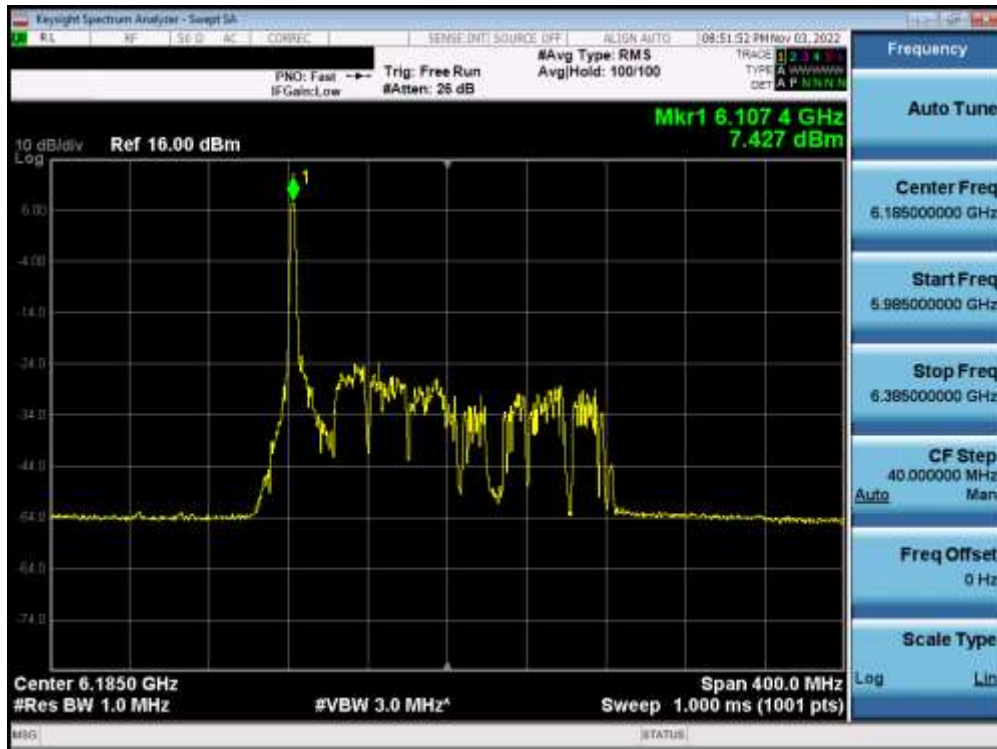 Keysight Spectrum Analyzer - Swept SA
RL RF 50 Ω AC CORREC SENSE:INT SOURCE OFF ALIGN AUTO 08:51:52 PM Nov 03, 2022
PNO: Fast Trig: Free Run #Avg Type: RMS TRACE 1 2 3 4 5 6
IFGain:Low #Atten: 26 dB Avg|Hold: 100/100 TYPE A WWWWW
DET A P N N N N
Mkr1 6.107 4 GHz
7.427 dBm
10 dB/div Ref 16.00 dBm
Log
1
6.00
-4.00
-14.0
-24.0
-34.0
-44.0
-54.0
-64.0
-74.0
Center 6.1850 GHz Span 400.0 MHz
#Res BW 1.0 MHz #VBW 3.0 MHz* Sweep 1.000 ms (1001 pts)
MSG STATUS
Frequency
Auto Tune
Center Freq
6.185000000 GHz
Start Freq
5.985000000 GHz
Stop Freq
6.385000000 GHz
CF Step
40.000000 MHz
Auto Man
Freq Offset
0 Hz
Scale Type
Log Lin